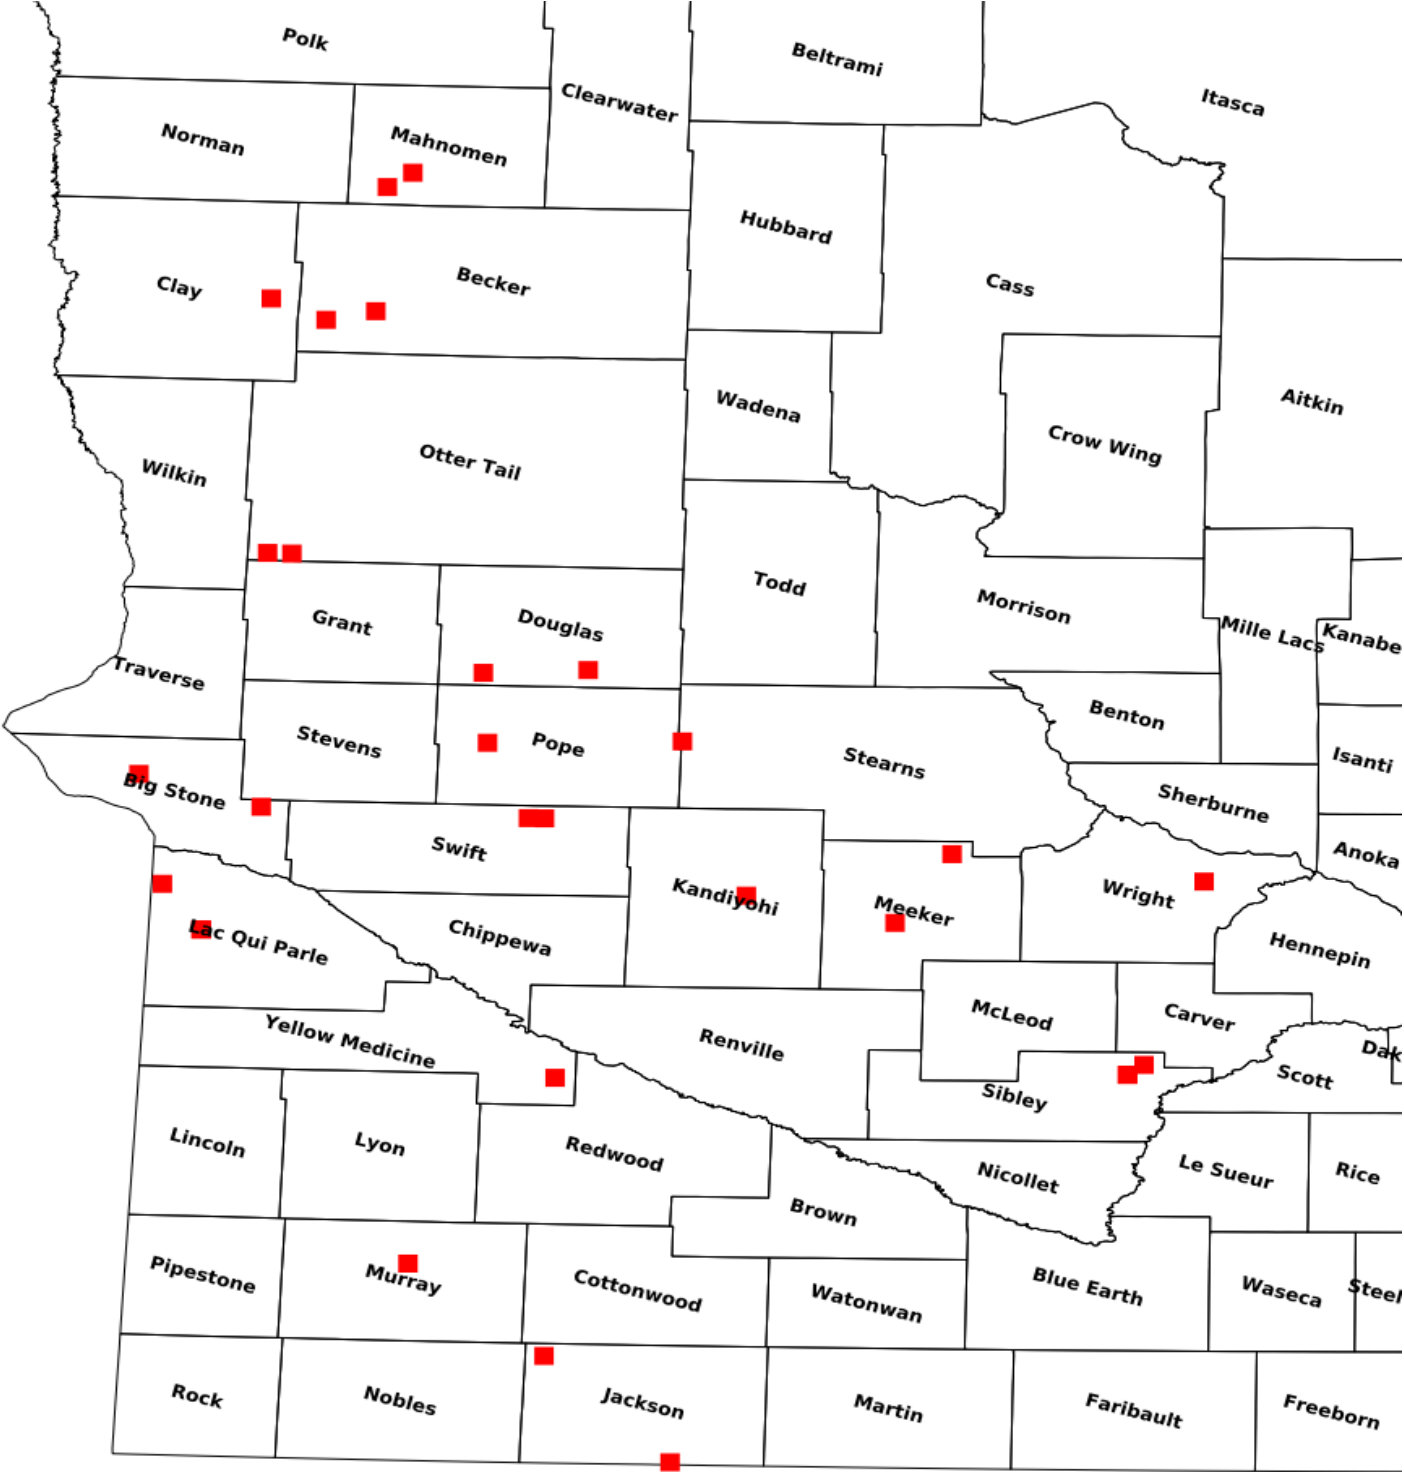 Polk
Beltrami
Clearwater
Itasca
Norman
Mahnomen
Hubbard
Clay
Becker
Cass
Wadena
Aitkin
Crow Wing
Wilkin
Otter Tail
Todd
Morrison
Grant
Douglas
Mille Lacs
Kanabe
Traverse
Benton
Stevens
Pope
Stearns
Isanti
Big Stone
Sherburne
Swift
Anoka
Kandiyohi
Meeker
Wright
Lac Qui Parle
Chippewa
Hennepin
McLeod
Carver
Yellow Medicine
Renville
Dak
Scott
Sibley
Lincoln
Lyon
Redwood
Nicollet
Le Sueur
Rice
Brown
Pipestone
Murray
Cottonwood
Watonwan
Blue Earth
Waseca
Steel
Rock
Nobles
Jackson
Martin
Faribault
Freeborn